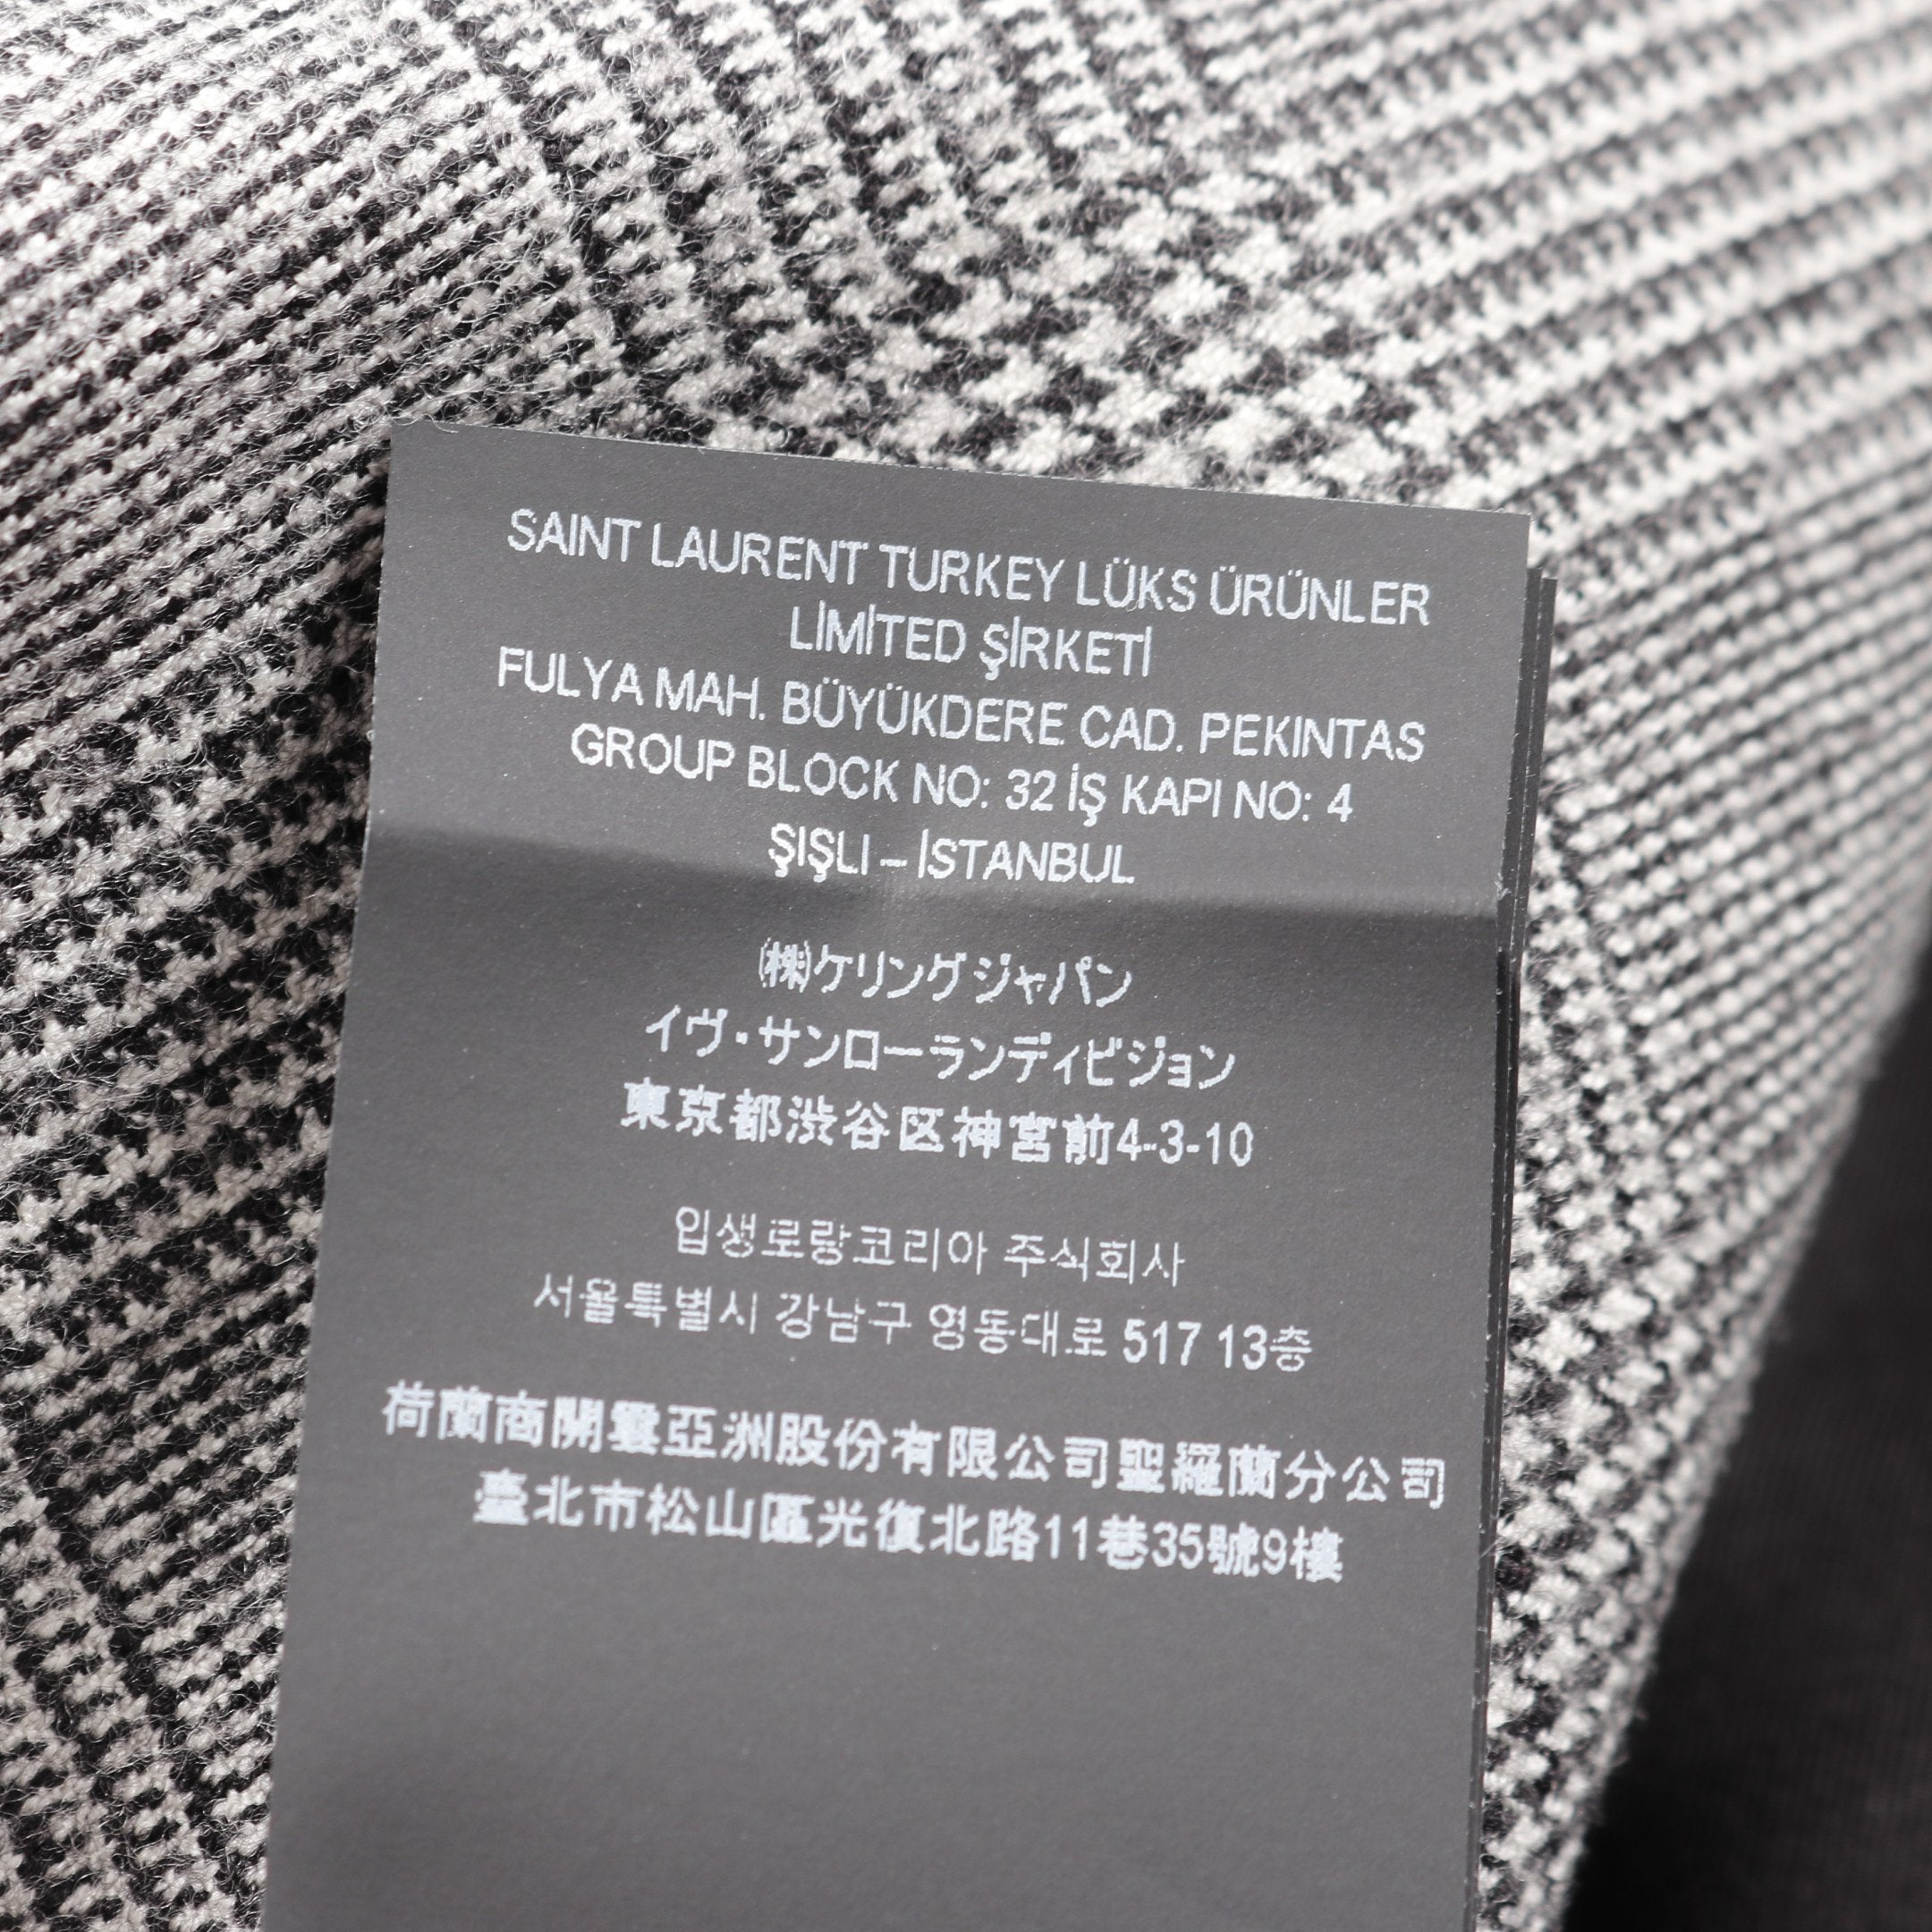 SAINT LAURENT TURKEY LÜKS ÜRÜNLER
LİMİTED ŞİRKETİ
FULYA MAH. BÜYÜKDERE CAD. PEKINTAS
GROUP BLOCK NO: 32 İŞ KAPI NO: 4
ŞIŞLI – İSTANBUL
㈱ケリングジャパン
イヴ・サンローランディビジョン
東京都渋谷区神宮前4-3-10
입생로랑코리아 주식회사
서울특별시 강남구 영동대로 517 13층
荷蘭商開雲亞洲股份有限公司聖羅蘭分公司
臺北市松山區光復北路11巷35號9樓